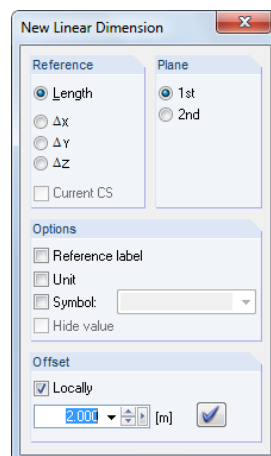 New Linear Dimension
Reference
Length
ΔX
ΔY
ΔZ
Current CS
Plane
1st
2nd
Options
Reference label
Unit
Symbol:
Hide value
Offset
Locally
2.000 [m]